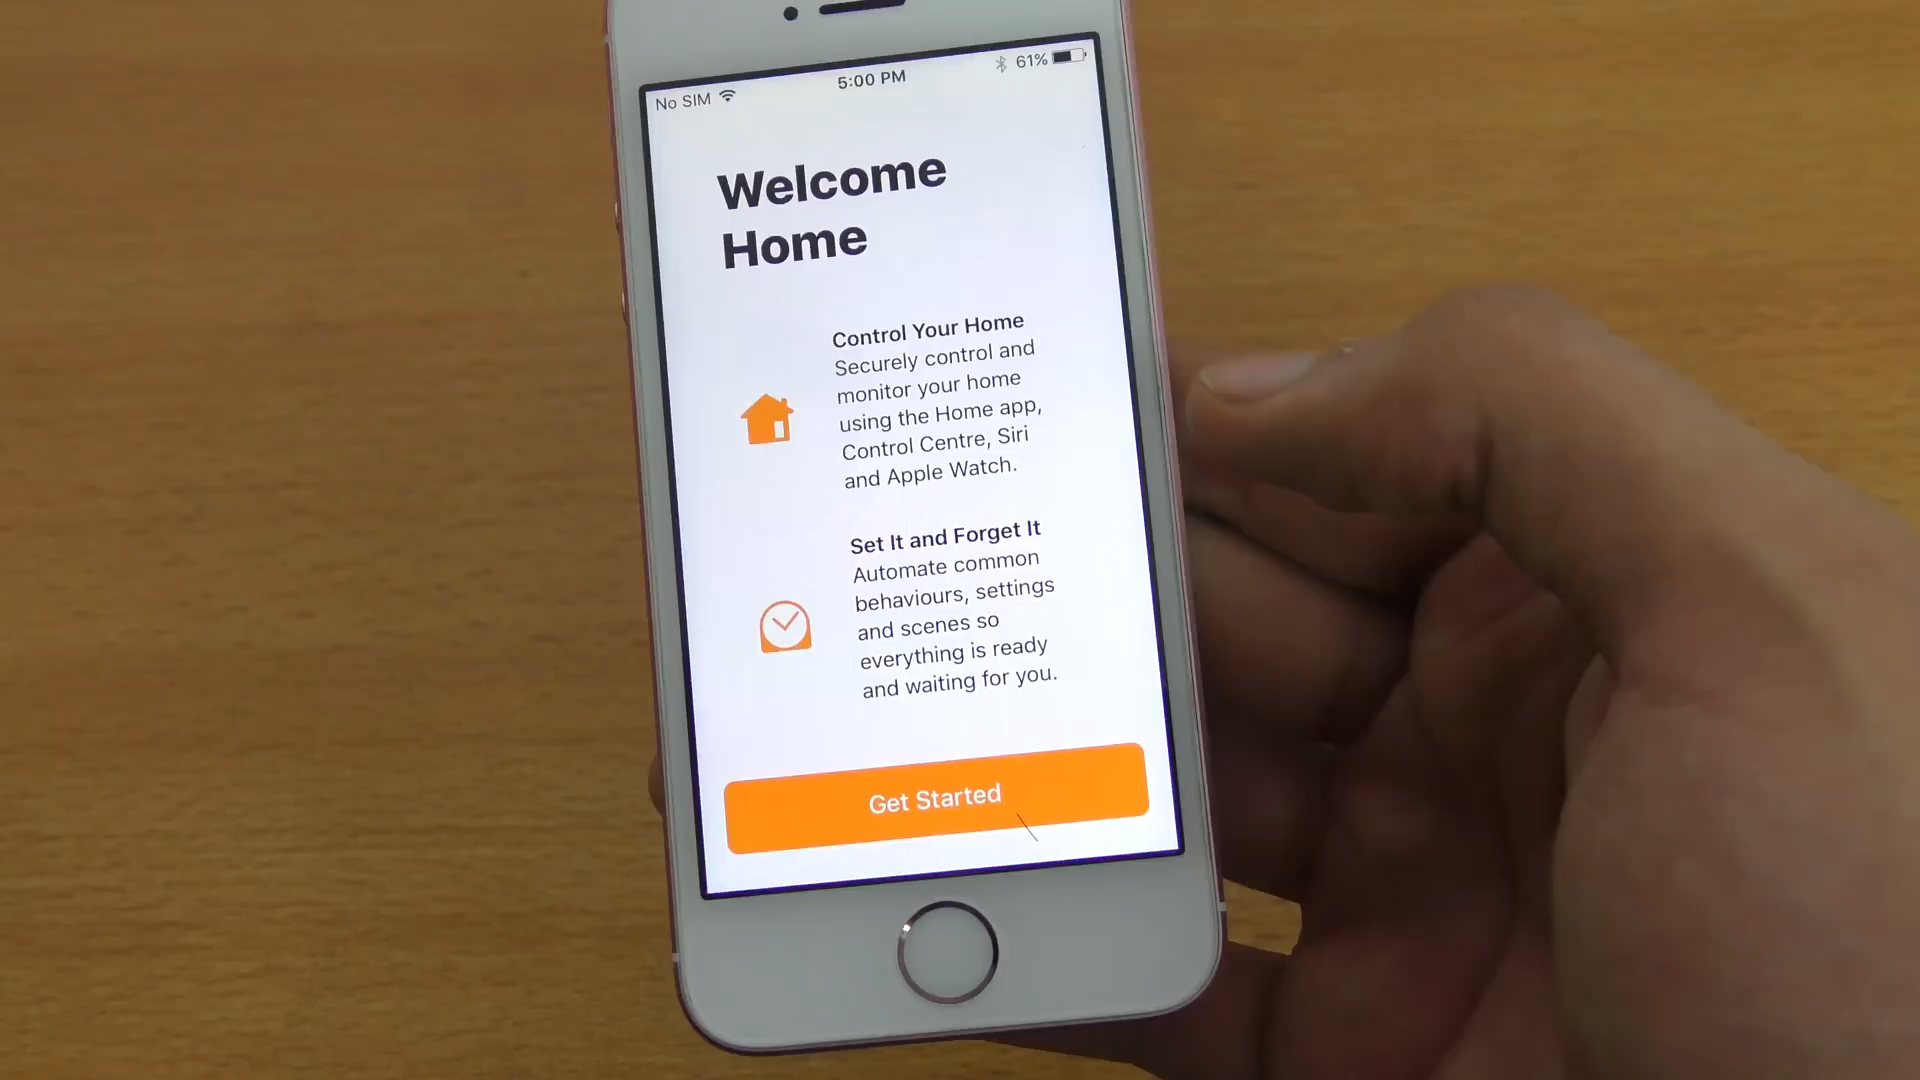 No SIM 5:00 PM 61%
Welcome
Home
Control Your Home
Securely control and
monitor your home
using the Home app,
Control Centre, Siri
and Apple Watch.
Set It and Forget It
Automate common
behaviours, settings
and scenes so
everything is ready
and waiting for you.
Get Started